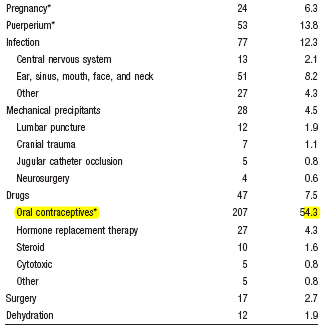 Pregnancy* 24 6.3
Puerperium* 53 13.8
Infection 77 12.3
Central nervous system 13 2.1
Ear, sinus, mouth, face, and neck 51 8.2
Other 27 4.3
Mechanical precipitants 28 4.5
Lumbar puncture 12 1.9
Cranial trauma 7 1.1
Jugular catheter occlusion 5 0.8
Neurosurgery 4 0.6
Drugs 47 7.5
Oral contraceptives* 207 54.3
Hormone replacement therapy 27 4.3
Steroid 10 1.6
Cytotoxic 5 0.8
Other 5 0.8
Surgery 17 2.7
Dehydration 12 1.9